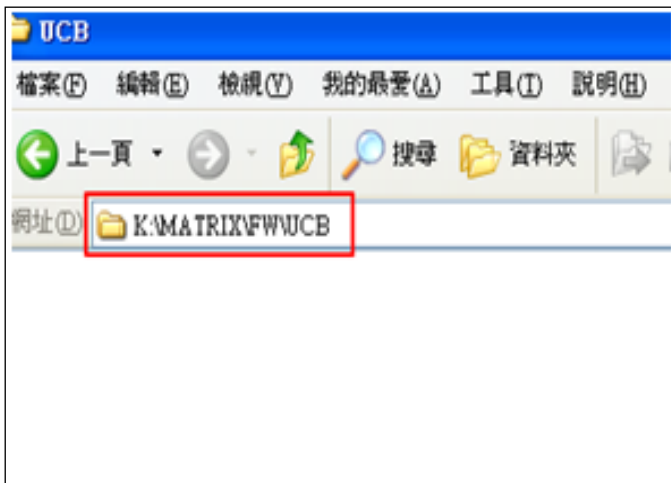 UCB
檔案(F) 編輯(E) 檢視(V) 我的最愛(A) 工具(T) 説明(H)
上一頁 搜尋 資料夾
網址(D) K:\MATRIX\FW\UCB